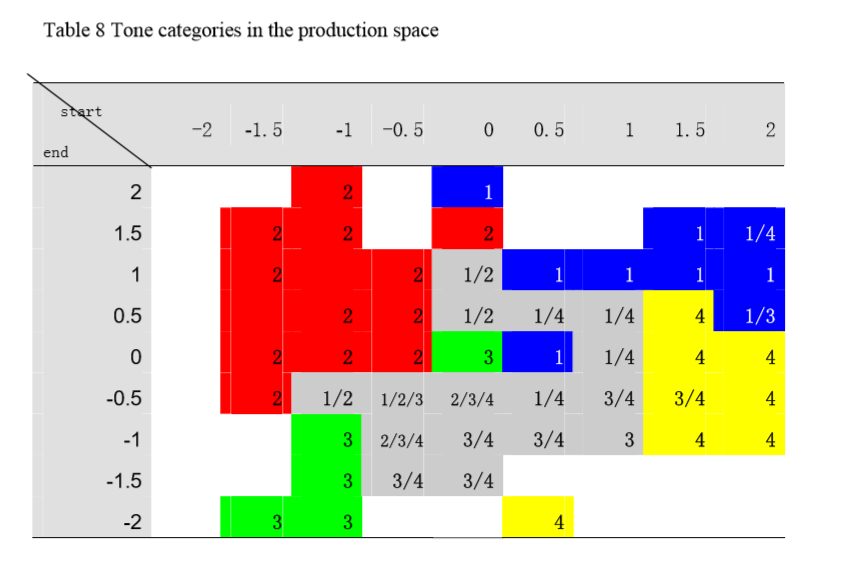 Table 8 Tone categories in the production space
start
end
-2 -1.5 -1 -0.5 0 0.5 1 1.5 2
2 2 1
1.5 2 2 2 1 1/4
1 2 2 1/2 1 1 1 1
0.5 2 2 1/2 1/4 1/4 4 1/3
0 2 2 2 3 1 1/4 4 4
-0.5 2 1/2 1/2/3 2/3/4 1/4 3/4 3/4 4
-1 3 2/3/4 3/4 3/4 3 4 4
-1.5 3 3/4 3/4
-2 3 3 4